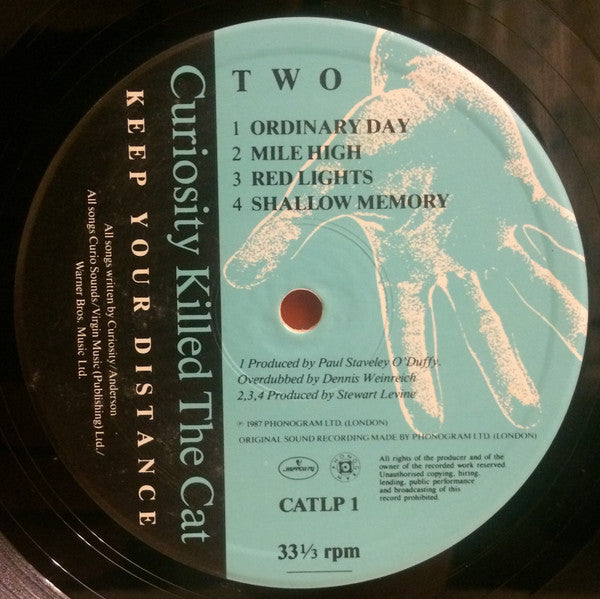 TWO
1 ORDINARY DAY
2 MILE HIGH
3 RED LIGHTS
4 SHALLOW MEMORY
Curiosity Killed The Cat
KEEP YOUR DISTANCE
All songs written by Curiosity/Anderson
All songs Curio Sounds/Virgin Music (Publishing) Ltd./
Warner Bros. Music Ltd.
1 Produced by Paul Staveley O'Duffy.
Overdubbed by Dennis Weinreich
2,3,4 Produced by Stewart Levine
℗ 1987 PHONOGRAM LTD. (LONDON)
ORIGINAL SOUND RECORDING MADE BY PHONOGRAM LTD. (LONDON)
MERCURY
All rights of the producer and of the
owner of the recorded work reserved.
Unauthorised copying, hiring,
lending, public performance
and broadcasting of this
record prohibited.
CATLP 1
33⅓ rpm